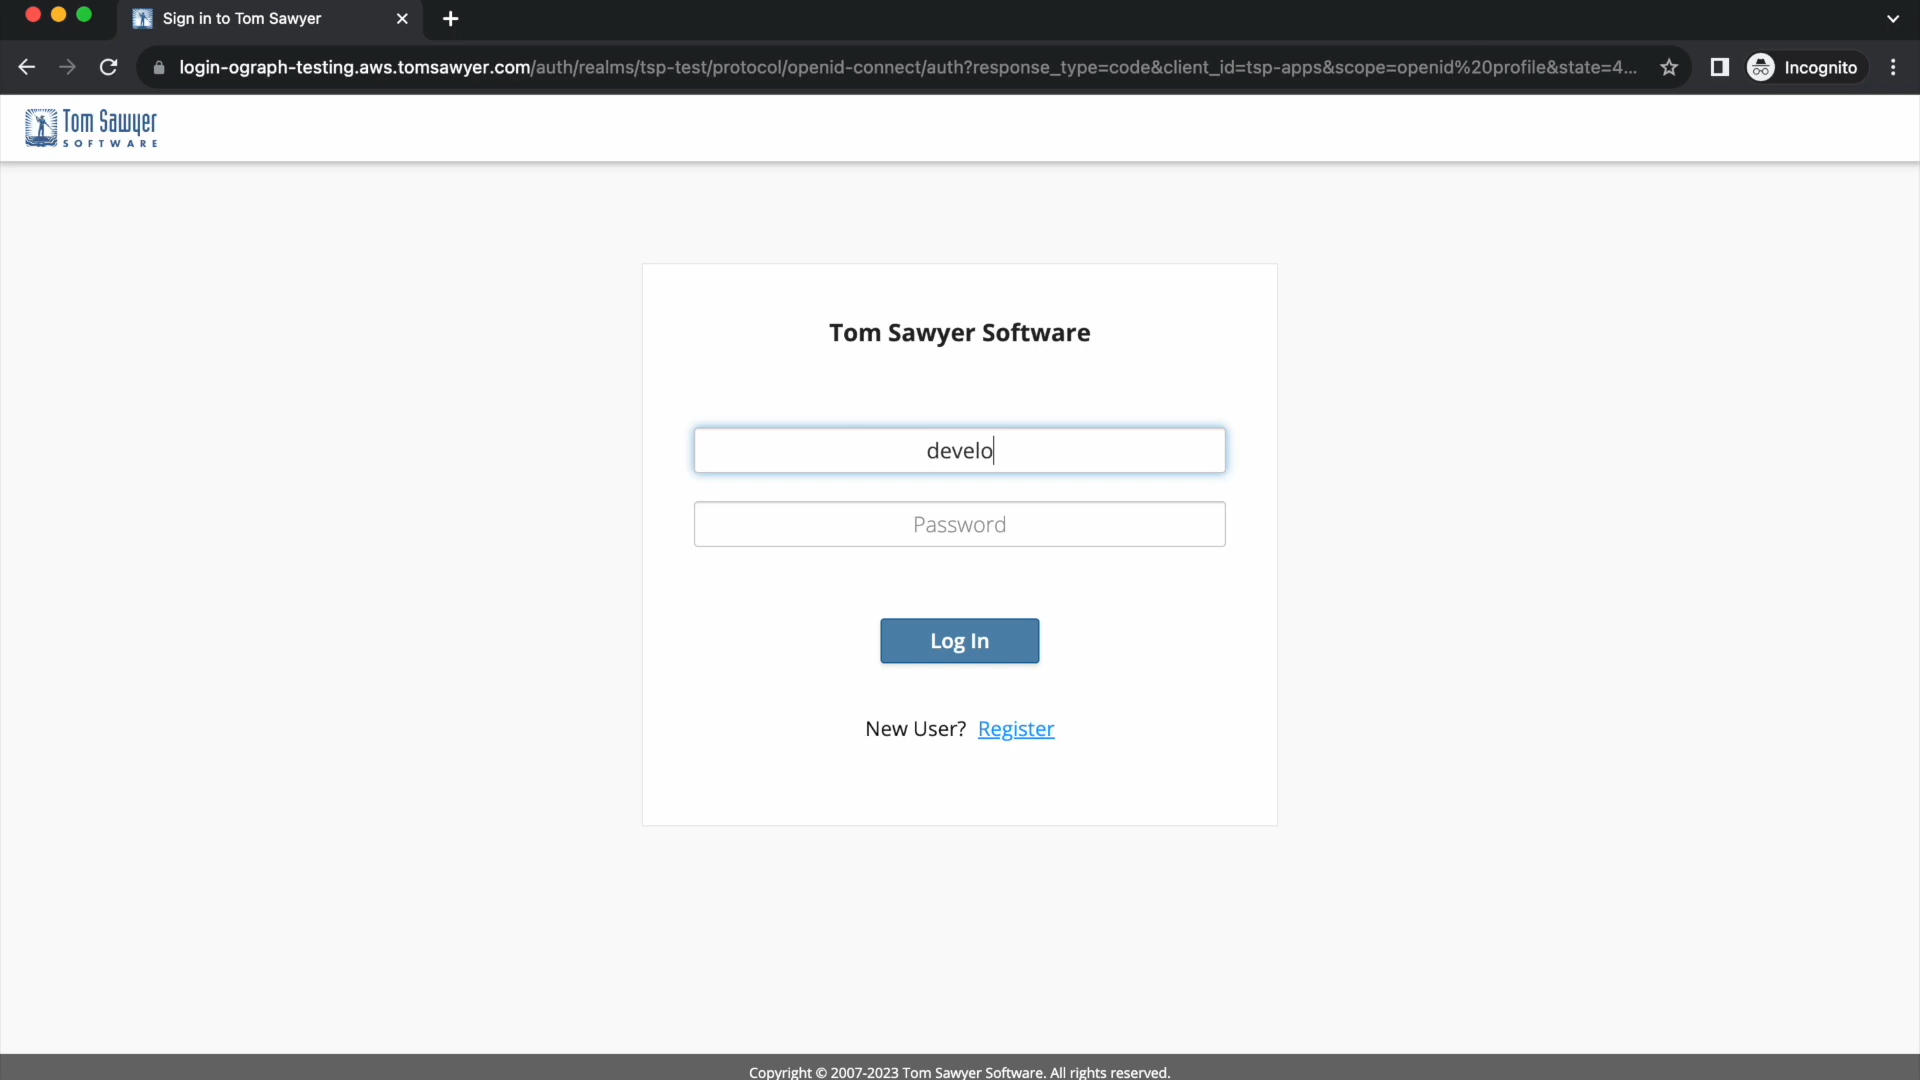 Sign in to Tom Sawyer
login-ograph-testing.aws.tomsawyer.com/auth/realms/tsp-test/protocol/openid-connect/auth?response_type=code&client_id=tsp-apps&scope=openid%20profile&state=4...
Incognito
Tom Sawyer
SOFTWARE
Tom Sawyer Software
develo
Password
Log In
New User? Register
Copyright © 2007-2023 Tom Sawyer Software. All rights reserved.